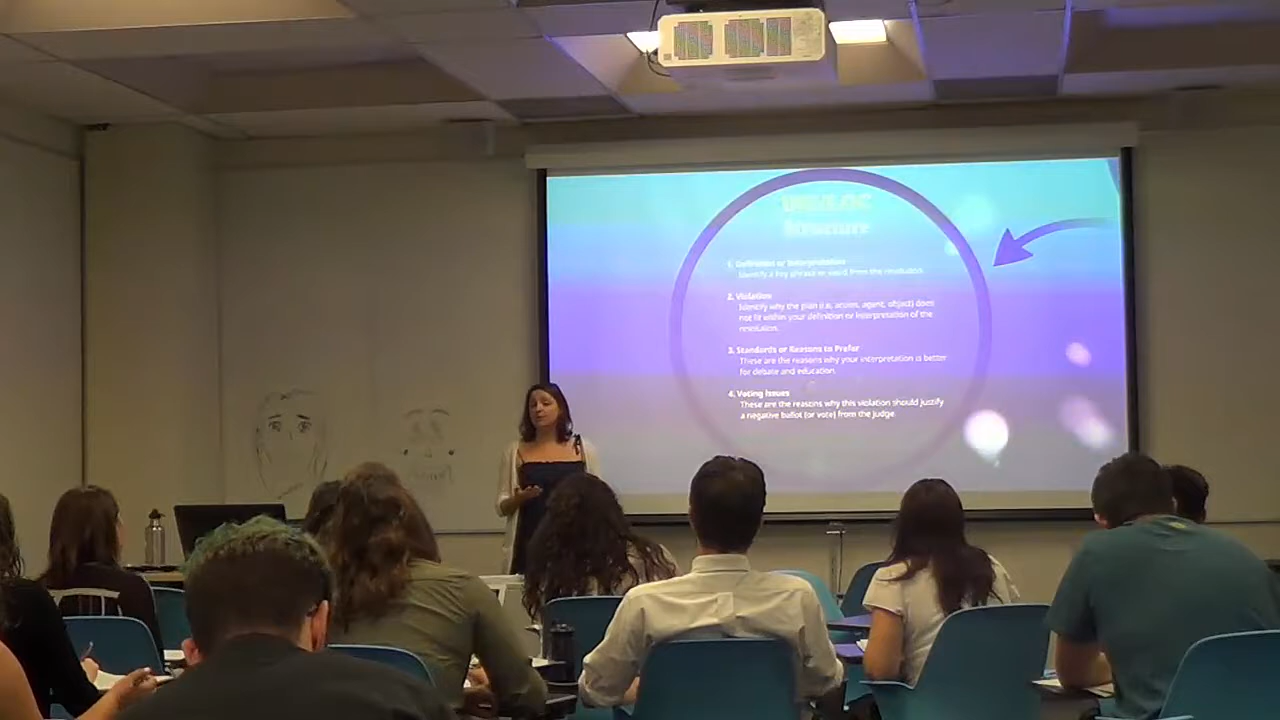 Structure
1. Definition or Interpretation
Identify a key phrase or word from the resolution.
2. Violation
Identify why the plan (i.e. action, agent, object) does
not fit within your definition or interpretation of the
resolution.
3. Standards or Reasons to Prefer
These are the reasons why your interpretation is better
for debate and education.
4. Voting Issues
These are the reasons why this violation should justify
a negative ballot (or vote) from the judge.